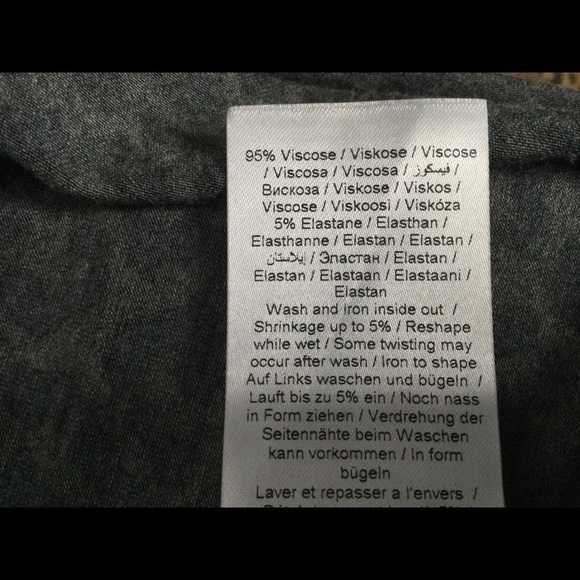 95% Viscose / Viskose / Viscose
/ Viscosa / Viscosa / فيسكوز /
Вискоза / Viskose / Viskos /
Viscose / Viskoosi / Viskóza
5% Elastane / Elasthan /
Elasthanne / Elastan / Elastan /
إيلاستان / Эластан / Elastan /
Elastan / Elastaan / Elastaani /
Elastan
Wash and iron inside out /
Shrinkage up to 5% / Reshape
while wet / Some twisting may
occur after wash / Iron to shape
Auf Links waschen und bügeln /
Lauft bis zu 5% ein / Noch nass
in Form ziehen / Verdrehung der
Seitennähte beim Waschen
kann vorkommen / In form
bügeln
Laver et repasser a l'envers /